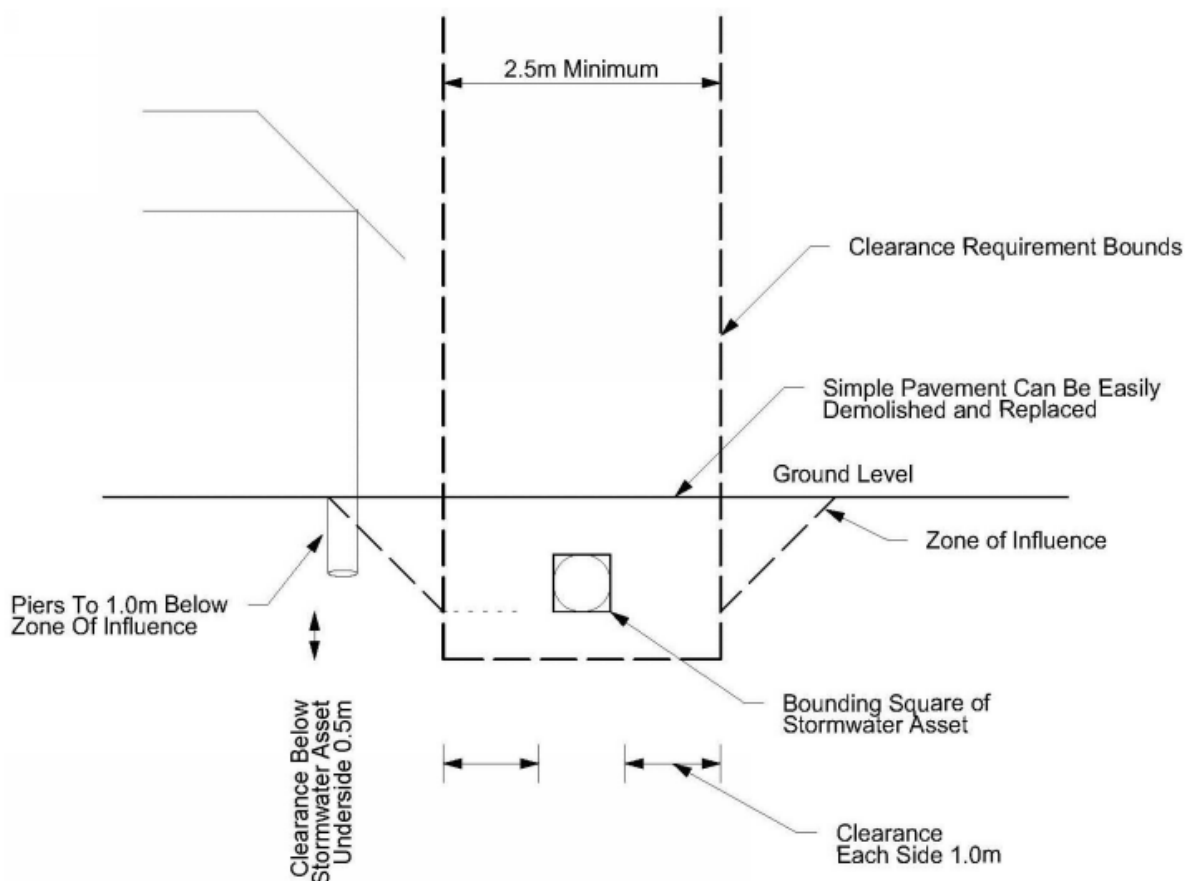 2.5m Minimum
Clearance Requirement Bounds
Simple Pavement Can Be Easily
Demolished and Replaced
Ground Level
Zone of Influence
Piers To 1.0m Below
Zone Of Influence
Clearance Below
Stormwater Asset
Underside 0.5m
Bounding Square of
Stormwater Asset
Clearance
Each Side 1.0m